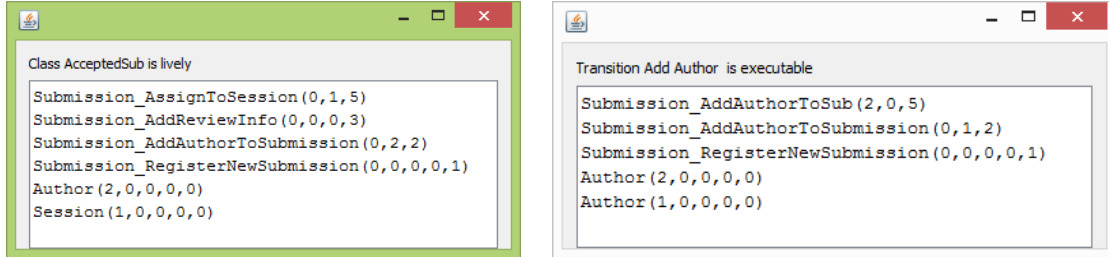 Class AcceptedSub is lively
Submission_AssignToSession(0,1,5)
Submission_AddReviewInfo(0,0,0,3)
Submission_AddAuthorToSubmission(0,2,2)
Submission_RegisterNewSubmission(0,0,0,0,1)
Author(2,0,0,0,0)
Session(1,0,0,0,0)
Transition Add Author is executable
Submission_AddAuthorToSub(2,0,5)
Submission_AddAuthorToSubmission(0,1,2)
Submission_RegisterNewSubmission(0,0,0,0,1)
Author(2,0,0,0,0)
Author(1,0,0,0,0)